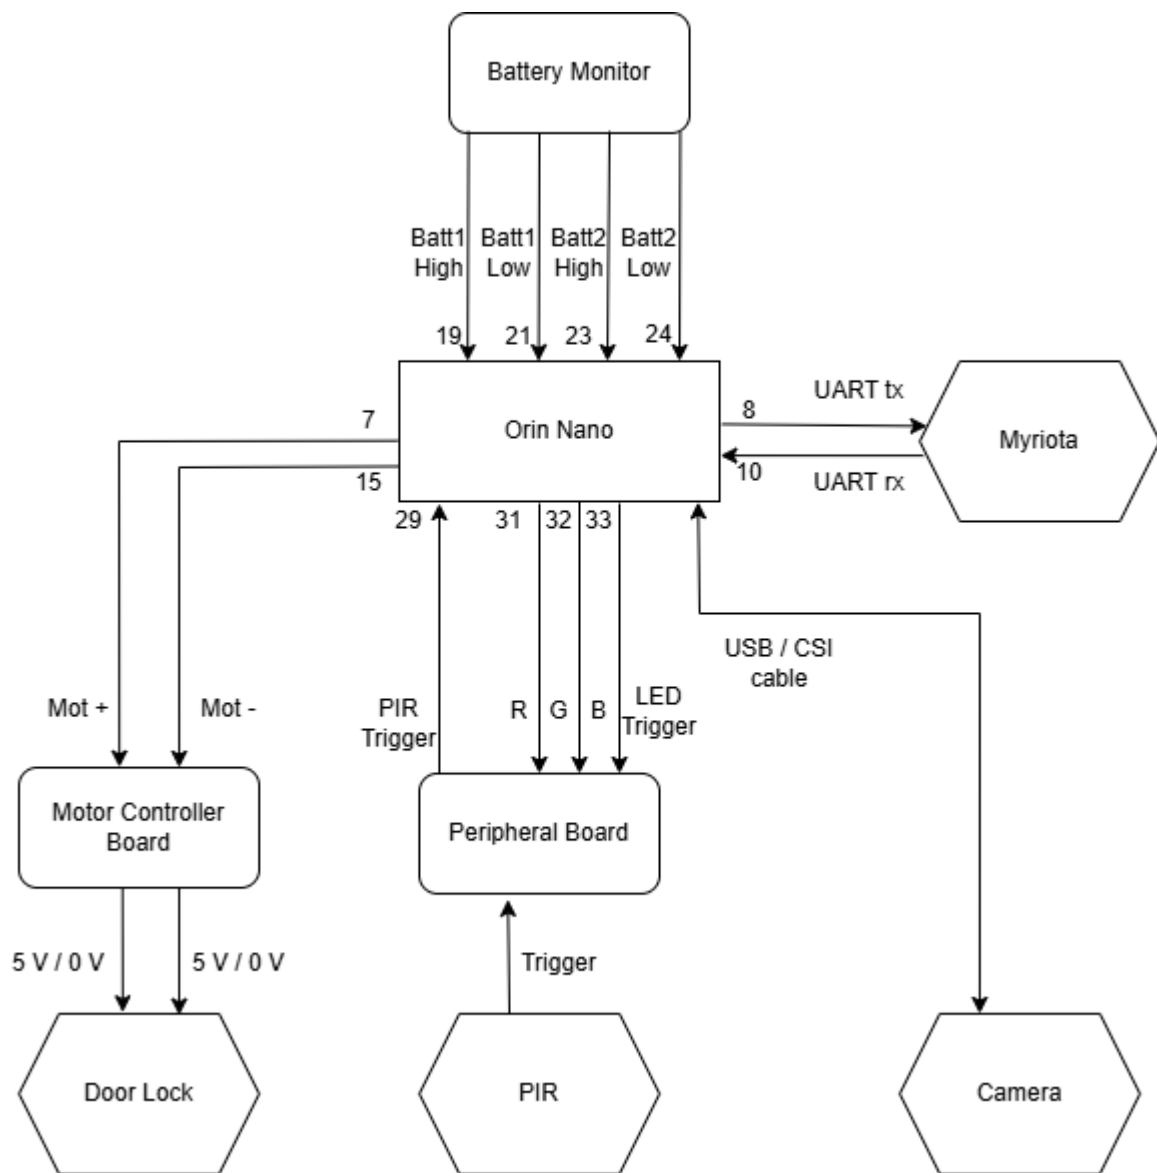 Battery Monitor
Batt1
High
Batt1
Low
Batt2
High
Batt2
Low
19
21
23
24
Orin Nano
7
15
8
UART tx
10
UART rx
Myriota
29
31
32
33
USB / CSI
cable
Mot +
Mot -
PIR
Trigger
R
G
B
LED
Trigger
Motor Controller
Board
Peripheral Board
5 V / 0 V
5 V / 0 V
Trigger
Door Lock
PIR
Camera